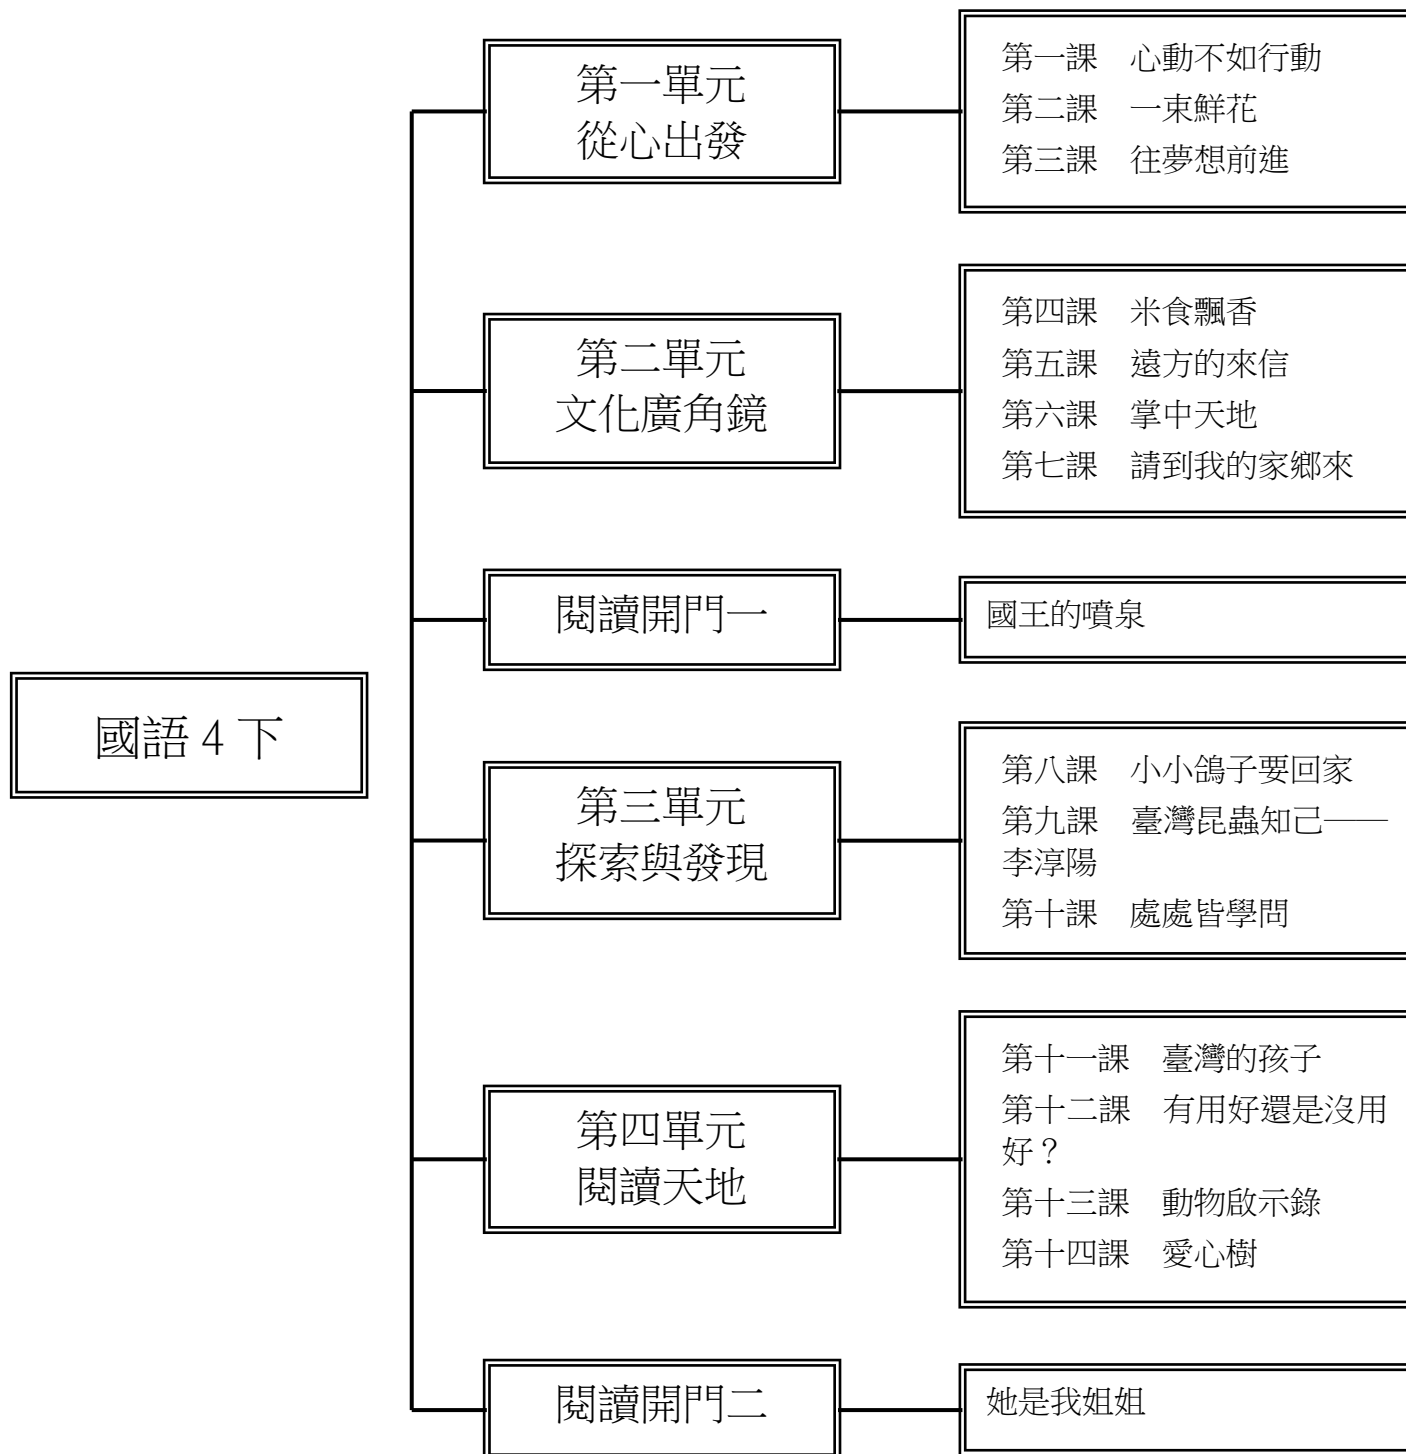 國語 4 下
第一單元
從心出發
第一課　心動不如行動
第二課　一束鮮花
第三課　往夢想前進
第二單元
文化廣角鏡
第四課　米食飄香
第五課　遠方的來信
第六課　掌中天地
第七課　請到我的家鄉來
閱讀開門一
國王的噴泉
第三單元
探索與發現
第八課　小小鴿子要回家
第九課　臺灣昆蟲知己——
李淳陽
第十課　處處皆學問
第四單元
閱讀天地
第十一課　臺灣的孩子
第十二課　有用好還是沒用
好？
第十三課　動物啟示錄
第十四課　愛心樹
閱讀開門二
她是我姐姐